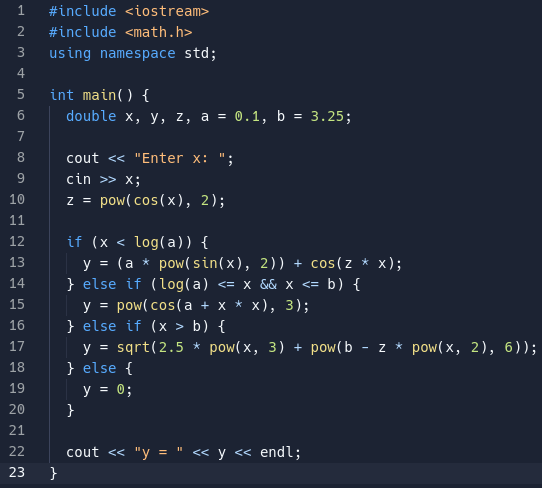 1 #include <iostream>
2 #include <math.h>
3 using namespace std;
4
5 int main() {
6   double x, y, z, a = 0.1, b = 3.25;
7
8   cout << "Enter x: ";
9   cin >> x;
10   z = pow(cos(x), 2);
11
12   if (x < log(a)) {
13     y = (a * pow(sin(x), 2)) + cos(z * x);
14   } else if (log(a) <= x && x <= b) {
15     y = pow(cos(a + x * x), 3);
16   } else if (x > b) {
17     y = sqrt(2.5 * pow(x, 3) + pow(b - z * pow(x, 2), 6));
18   } else {
19     y = 0;
20   }
21
22   cout << "y = " << y << endl;
23 }